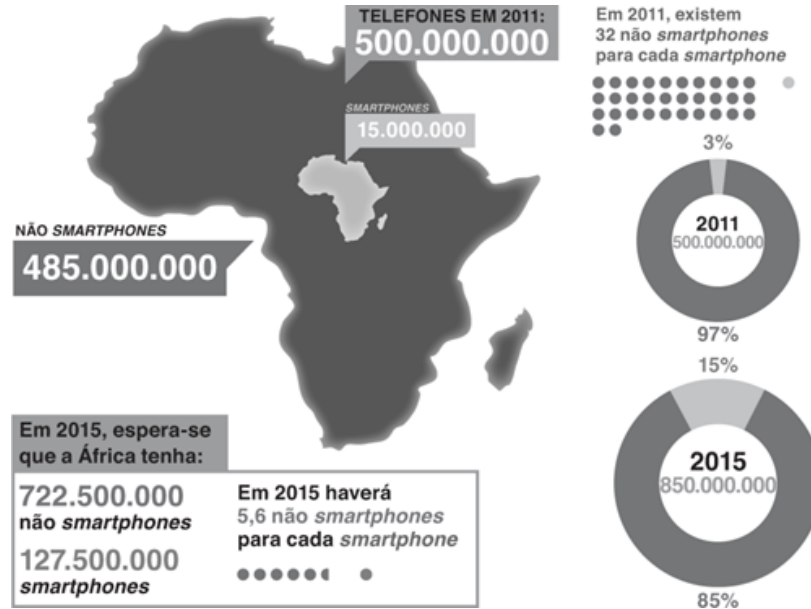 TELEFONES EM 2011:
500.000.000
SMARTPHONES
15.000.000
NÃO SMARTPHONES
485.000.000
Em 2011, existem
32 não smartphones
para cada smartphone
3%
2011
500.000.000
97%
15%
2015
850.000.000
85%
Em 2015, espera-se
que a África tenha:
722.500.000
não smartphones
127.500.000
smartphones
Em 2015 haverá
5,6 não smartphones
para cada smartphone